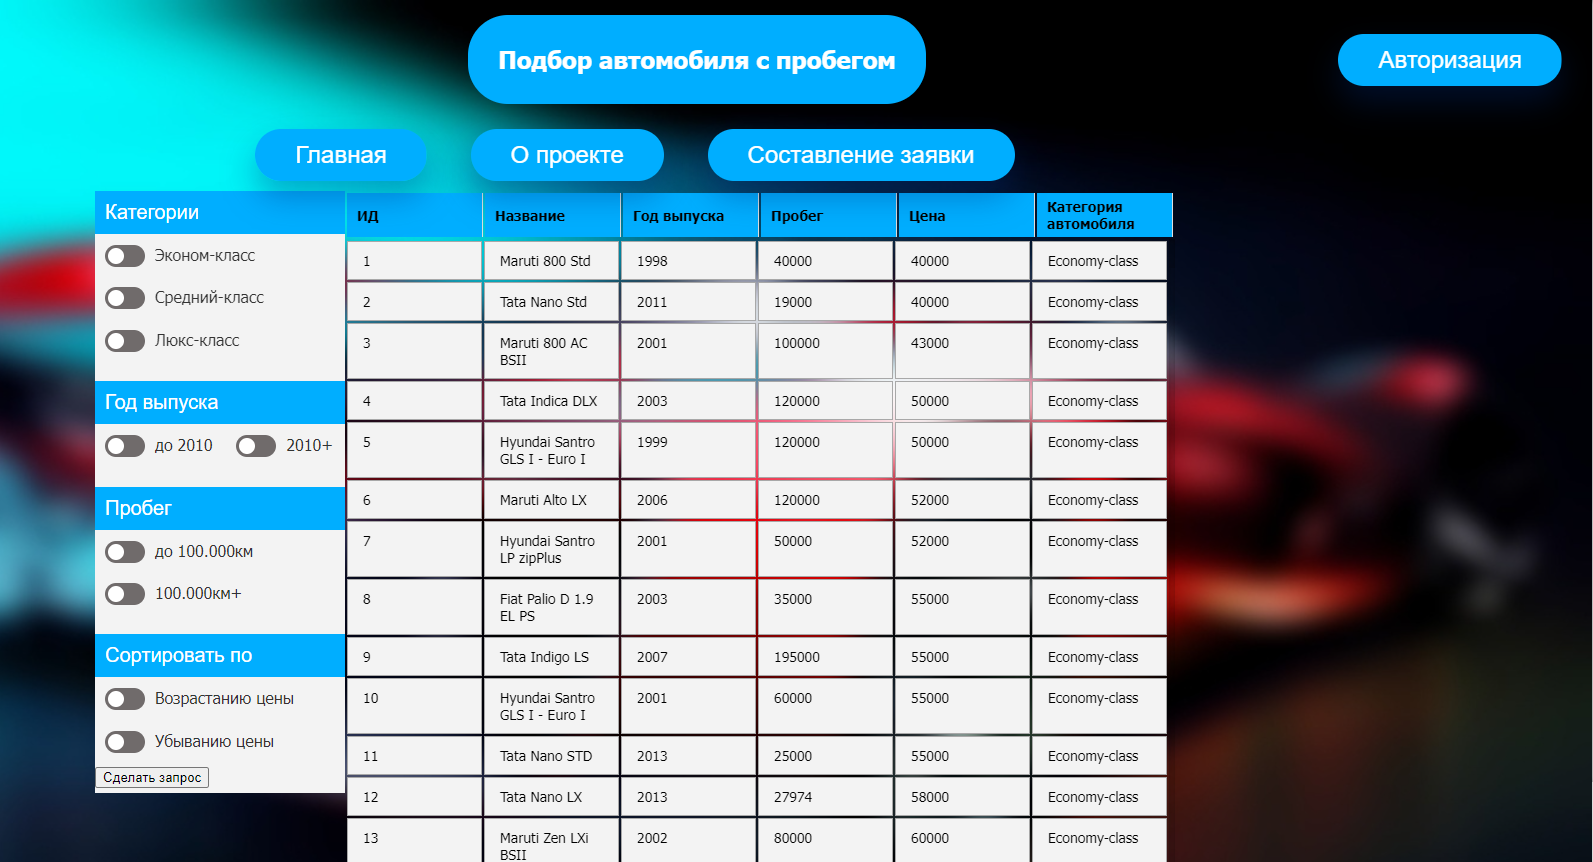 Подбор автомобиля с пробегом
Авторизация
Главная
О проекте
Составление заявки
Категории
Эконом-класс
Средний-класс
Люкс-класс
Год выпуска
до 2010 2010+
Пробег
до 100.000км
100.000км+
Сортировать по
Возрастанию цены
Убыванию цены
Сделать запрос
ИД Название Год выпуска Пробег Цена Категория
автомобиля
1 Maruti 800 Std 1998 40000 40000 Economy-class
2 Tata Nano Std 2011 19000 40000 Economy-class
3 Maruti 800 AC 2001 100000 43000 Economy-class
BSII
4 Tata Indica DLX 2003 120000 50000 Economy-class
5 Hyundai Santro 1999 120000 50000 Economy-class
GLS I - Euro I
6 Maruti Alto LX 2006 120000 52000 Economy-class
7 Hyundai Santro 2001 50000 52000 Economy-class
LP zipPlus
8 Fiat Palio D 1.9 2003 35000 55000 Economy-class
EL PS
9 Tata Indigo LS 2007 195000 55000 Economy-class
10 Hyundai Santro 2001 60000 55000 Economy-class
GLS I - Euro I
11 Tata Nano STD 2013 25000 55000 Economy-class
12 Tata Nano LX 2013 27974 58000 Economy-class
13 Maruti Zen LXi 2002 80000 60000 Economy-class
BSII